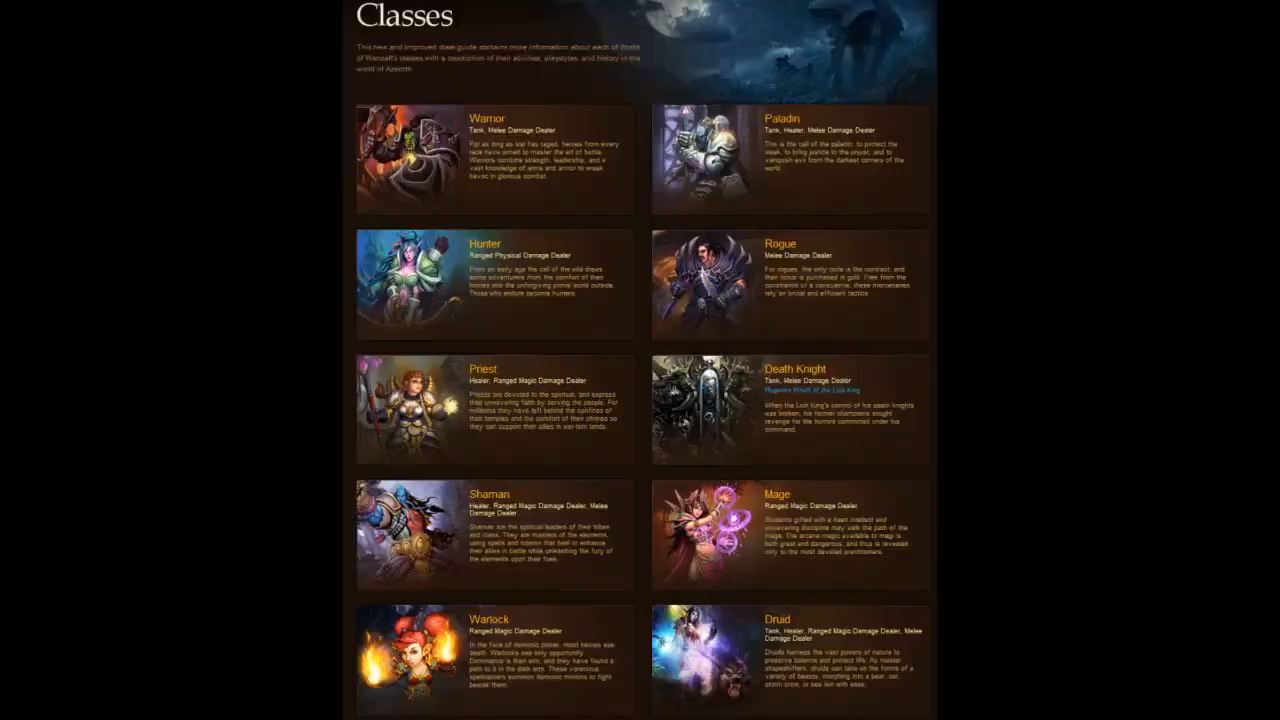 Classes
This new and improved class guide contains more information about each of World
of Warcraft's classes with a description of their abilities, playstyles, and history in the
world of Azeroth
Warrior
Tank, Melee Damage Dealer
For as long as war has raged, heroes from every
race have aimed to master the art of battle.
Warriors combine strength, leadership, and a
vast knowledge of arms and armor to wreak
havoc in glorious combat.
Paladin
Tank, Healer, Melee Damage Dealer
This is the call of the paladin: to protect the
weak, to bring justice to the unjust, and to
vanquish evil from the darkest corners of the
world.
Hunter
Ranged Physical Damage Dealer
From an early age the call of the wild draws
some adventurers from the comfort of their
homes into the unforgiving primal world outside.
Those who endure become hunters.
Rogue
Melee Damage Dealer
For rogues, the only code is the contract, and
their honor is purchased in gold. Free from the
constraints of a conscience, these mercenaries
rely on brutal and efficient tactics.
Priest
Healer, Ranged Magic Damage Dealer
Priests are devoted to the spiritual, and express
their unwavering faith by serving the people. For
millennia they have left behind the confines of
their temples and the comfort of their shrines so
they can support their allies in war-torn lands.
Death Knight
Tank, Melee Damage Dealer
Requires Wrath of the Lich King
When the Lich King's control of his death knights
was broken, his former champions sought
revenge for the horrors committed under his
command.
Shaman
Healer, Ranged Magic Damage Dealer, Melee
Damage Dealer
Shaman are the spiritual leaders of their tribes
and clans. They are masters of the elements,
using spells and totems that heal or enhance
their allies in battle while unleashing the fury of
the elements upon their foes.
Mage
Ranged Magic Damage Dealer
Students gifted with a keen intellect and
unwavering discipline may walk the path of the
mage. The arcane magic available to magi is
both great and dangerous, and thus is revealed
only to the most devoted practitioners.
Warlock
Ranged Magic Damage Dealer
In the face of demonic power, most heroes see
death. Warlocks see only opportunity.
Dominance is their aim, and they have found a
path to it in the dark arts. These voracious
spellcasters summon demonic minions to fight
beside them.
Druid
Tank, Healer, Ranged Magic Damage Dealer, Melee
Damage Dealer
Druids harness the vast powers of nature to
preserve balance and protect life. As master
shapeshifters, druids can take on the forms of a
variety of beasts, morphing into a bear, cat,
storm crow, or sea lion with ease.